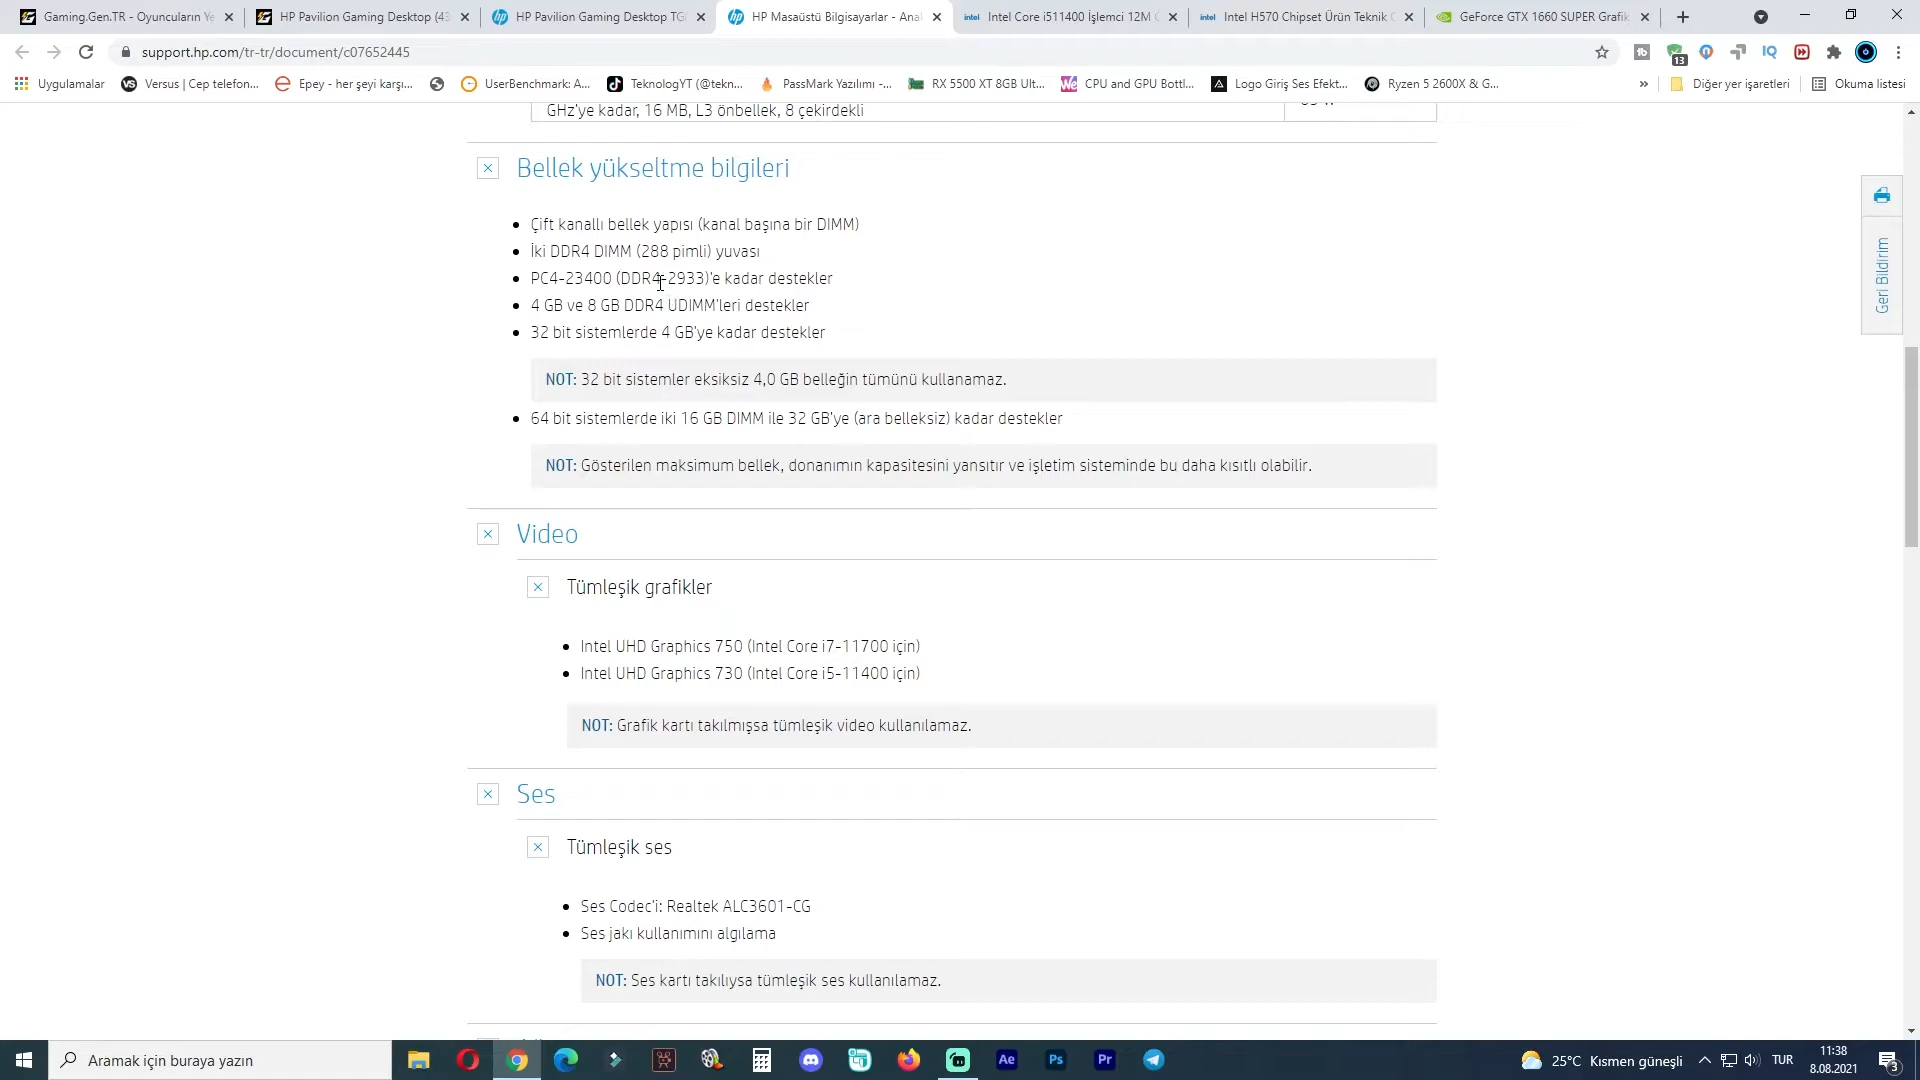 Gaming.Gen.TR - Oyuncuların Ye
HP Pavilion Gaming Desktop (43
HP Pavilion Gaming Desktop TG
HP Masaüstü Bilgisayarlar - Ana
Intel Core i511400 İşlemci 12M
Intel H570 Chipset Ürün Teknik
GeForce GTX 1660 SUPER Grafik
support.hp.com/tr-tr/document/c07652445
13
IQ
Uygulamalar
Versus | Cep telefon...
Epey - her şeyi karşı...
UserBenchmark: A...
TeknologYT (@tekn...
PassMark Yazılımı -...
RX 5500 XT 8GB Ult...
CPU and GPU Bottl...
Logo Giriş Ses Efekt...
Ryzen 5 2600X & G...
»
Diğer yer işaretleri
Okuma listesi
GHz'ye kadar, 16 MB, L3 önbellek, 8 çekirdekli
Bellek yükseltme bilgileri
Çift kanallı bellek yapısı (kanal başına bir DIMM)
İki DDR4 DIMM (288 pimli) yuvası
PC4-23400 (DDR4-2933)'e kadar destekler
4 GB ve 8 GB DDR4 UDIMM'leri destekler
32 bit sistemlerde 4 GB'ye kadar destekler
NOT: 32 bit sistemler eksiksiz 4,0 GB belleğin tümünü kullanamaz.
64 bit sistemlerde iki 16 GB DIMM ile 32 GB'ye (ara belleksiz) kadar destekler
NOT: Gösterilen maksimum bellek, donanımın kapasitesini yansıtır ve işletim sisteminde bu daha kısıtlı olabilir.
Video
Tümleşik grafikler
Intel UHD Graphics 750 (Intel Core i7-11700 için)
Intel UHD Graphics 730 (Intel Core i5-11400 için)
NOT: Grafik kartı takılmışsa tümleşik video kullanılamaz.
Ses
Tümleşik ses
Ses Codec'i: Realtek ALC3601-CG
Ses jakı kullanımını algılama
NOT: Ses kartı takılıysa tümleşik ses kullanılamaz.
Geri Bildirim
Aramak için buraya yazın
Ae
Ps
Pr
25°C Kısmen güneşli
TUR
11:38
8.08.2021
3